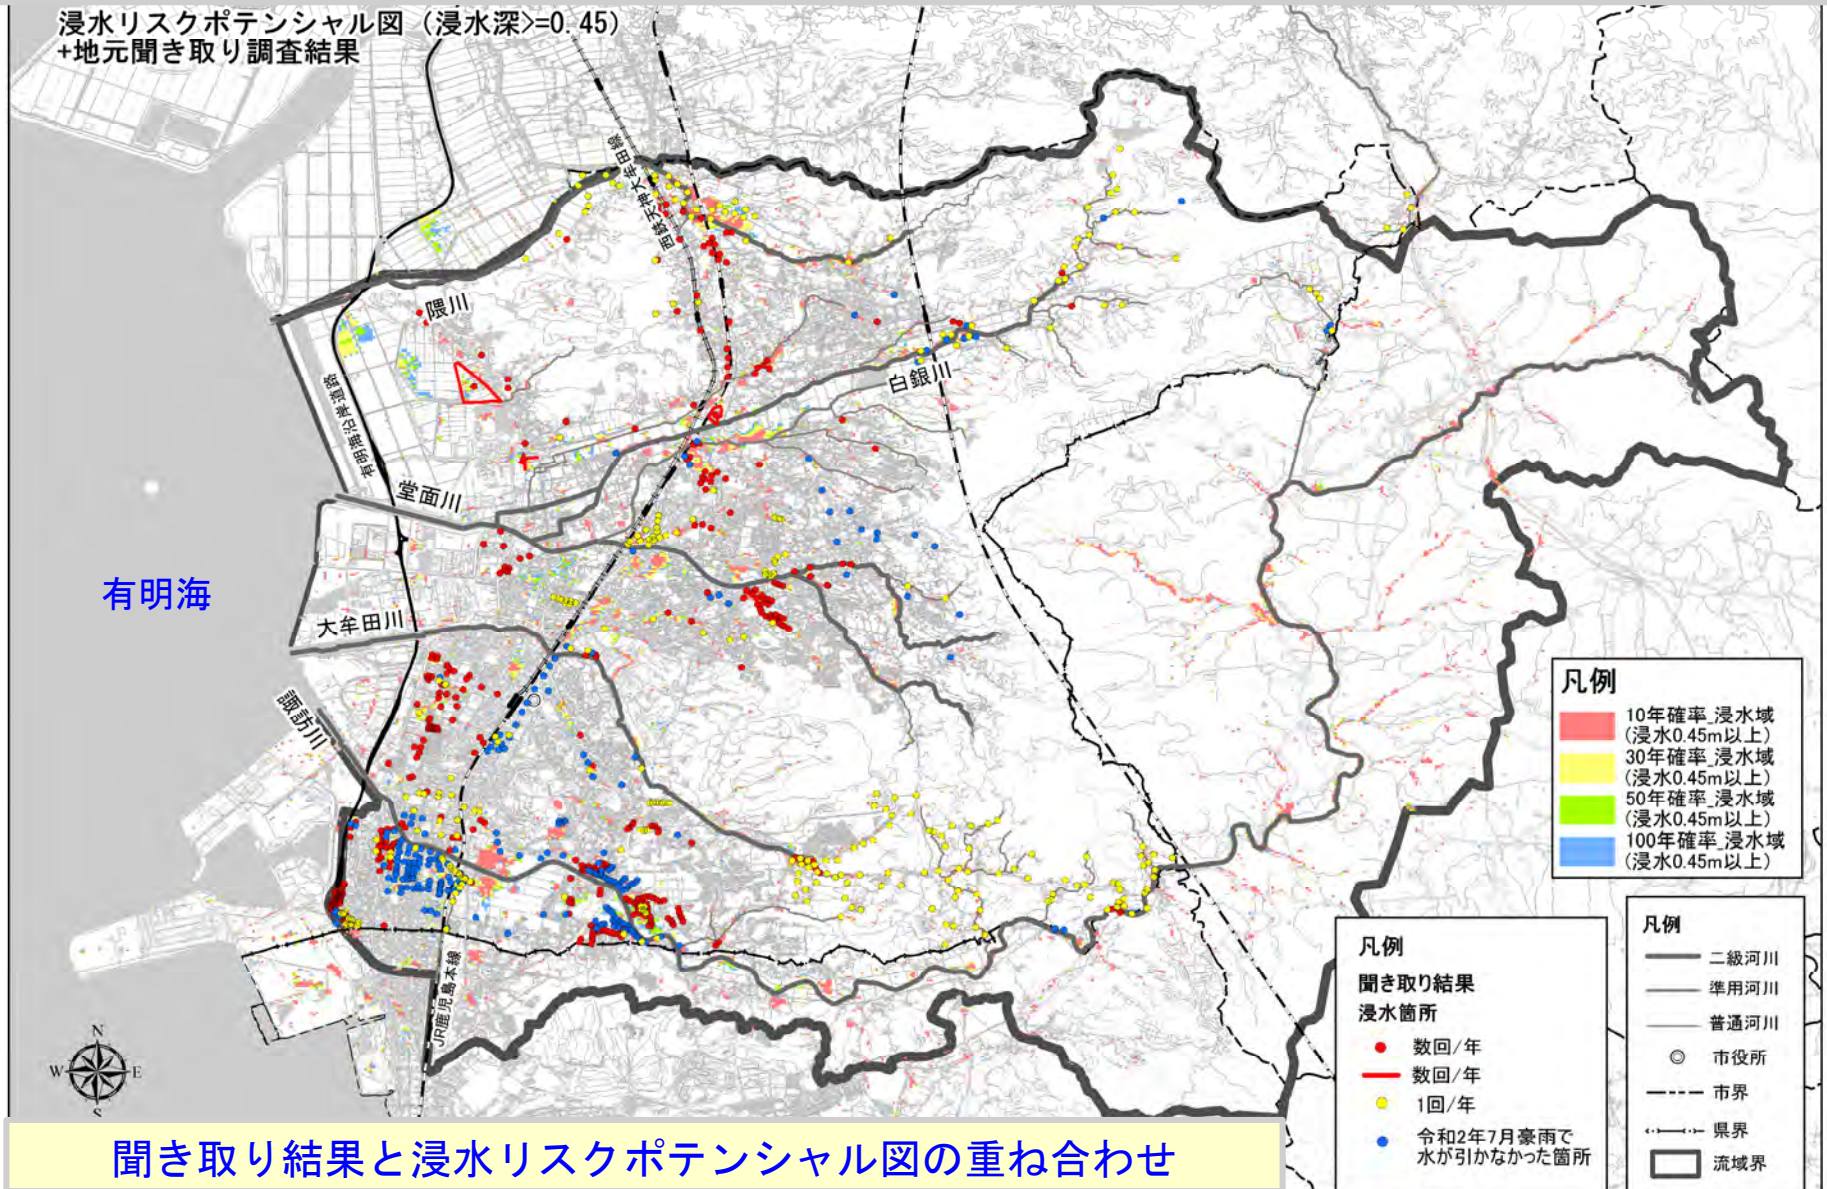 浸水リスクポテンシャル図（浸水深>=0.45）
+地元聞き取り調査結果
西鉄天神大牟田線
隈川
有明海沿岸道路
白銀川
堂面川
有明海
大牟田川
諏訪川
JR鹿児島本線
N
W
E
S
凡例
10年確率_浸水域
(浸水0.45m以上)
30年確率_浸水域
(浸水0.45m以上)
50年確率_浸水域
(浸水0.45m以上)
100年確率_浸水域
(浸水0.45m以上)
凡例
聞き取り結果
浸水箇所
数回/年
数回/年
1回/年
令和2年7月豪雨で
水が引かなかった箇所
凡例
二級河川
準用河川
普通河川
市役所
市界
県界
流域界
聞き取り結果と浸水リスクポテンシャル図の重ね合わせ